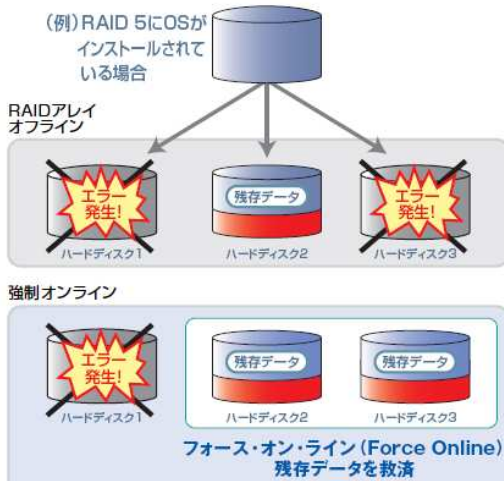 (例)RAID 5にOSが
インストールされて
いる場合
RAIDアレイ
オフライン
エラー
発生!
ハードディスク1
残存データ
ハードディスク2
エラー
発生!
ハードディスク3
強制オンライン
エラー
発生!
ハードディスク1
残存データ
ハードディスク2
残存データ
ハードディスク3
フォース・オン・ライン(Force Online)
残存データを救済